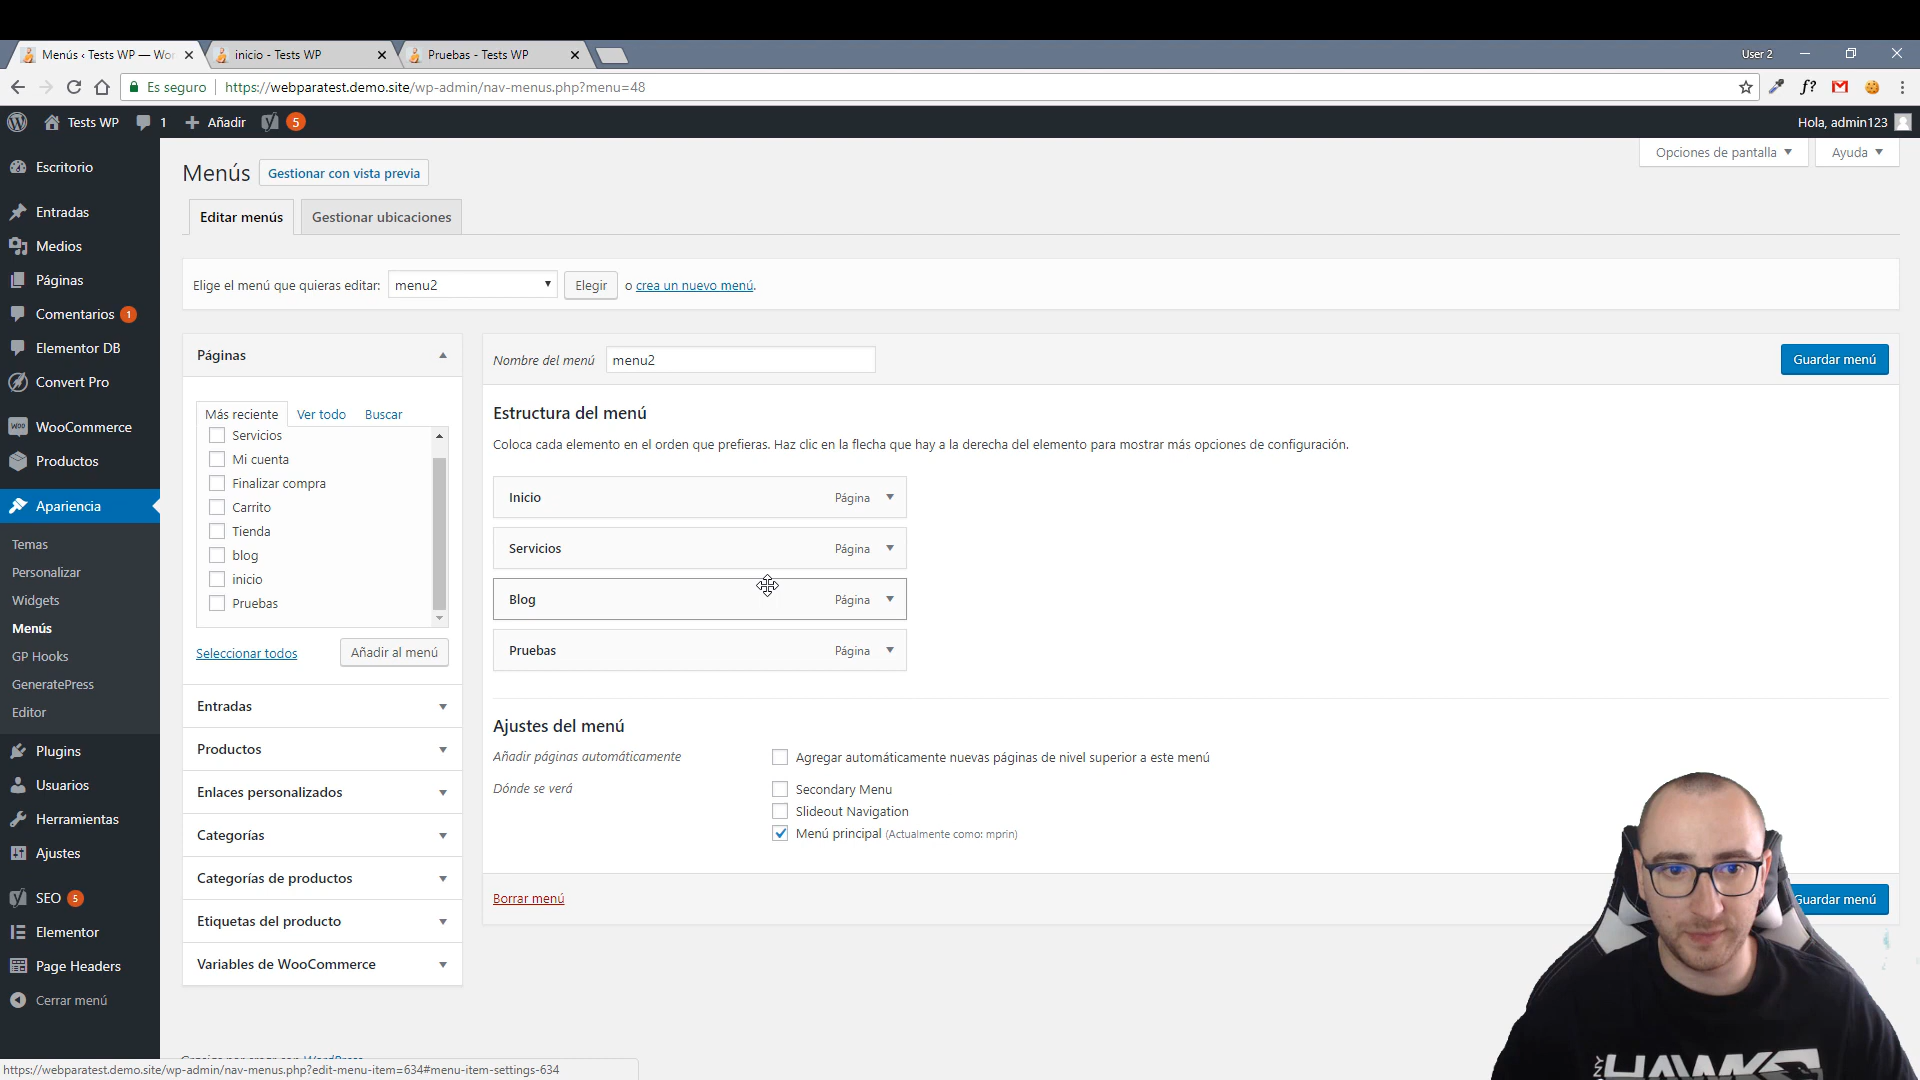 Menús ‹ Tests WP — Wor
inicio - Tests WP
Pruebas - Tests WP
User 2
Es seguro
https://webparatest.demo.site/wp-admin/nav-menus.php?menu=48
f?
Tests WP
1
Añadir
5
Hola, admin123
Opciones de pantalla
Ayuda
Escritorio
Entradas
Medios
Páginas
Comentarios 1
Elementor DB
Convert Pro
WooCommerce
Productos
Apariencia
Temas
Personalizar
Widgets
Menús
GP Hooks
GeneratePress
Editor
Plugins
Usuarios
Herramientas
Ajustes
SEO 5
Elementor
Page Headers
Cerrar menú
Menús
Gestionar con vista previa
Editar menús
Gestionar ubicaciones
Elige el menú que quieras editar: menu2 Elegir o crea un nuevo menú.
Páginas
Más reciente
Ver todo
Buscar
Servicios
Mi cuenta
Finalizar compra
Carrito
Tienda
blog
inicio
Pruebas
Seleccionar todos
Añadir al menú
Entradas
Productos
Enlaces personalizados
Categorías
Categorías de productos
Etiquetas del producto
Variables de WooCommerce
Nombre del menú menu2
Guardar menú
Estructura del menú
Coloca cada elemento en el orden que prefieras. Haz clic en la flecha que hay a la derecha del elemento para mostrar más opciones de configuración.
Inicio Página
Servicios Página
Blog Página
Pruebas Página
Ajustes del menú
Añadir páginas automáticamente
Agregar automáticamente nuevas páginas de nivel superior a este menú
Dónde se verá
Secondary Menu
Slideout Navigation
Menú principal (Actualmente como: mprin)
Borrar menú
Guardar menú
https://webparatest.demo.site/wp-admin/nav-menus.php?edit-menu-item=634#menu-item-settings-634
HAWKS